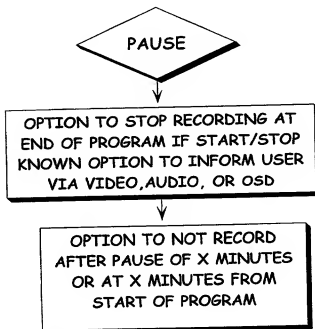 PAUSE
OPTION TO STOP RECORDING AT
END OF PROGRAM IF START/STOP
KNOWN OPTION TO INFORM USER
VIA VIDEO,AUDIO, OR OSD
OPTION TO NOT RECORD
AFTER PAUSE OF X MINUTES
OR AT X MINUTES FROM
START OF PROGRAM